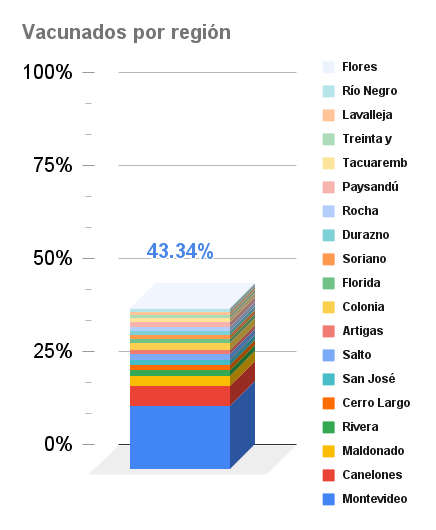 Vacunados por región
100%
75%
50%
25%
0%
43.34%
Flores
Río Negro
Lavalleja
Treinta y
Tacuaremb
Paysandú
Rocha
Durazno
Soriano
Florida
Colonia
Artigas
Salto
San José
Cerro Largo
Rivera
Maldonado
Canelones
Montevideo